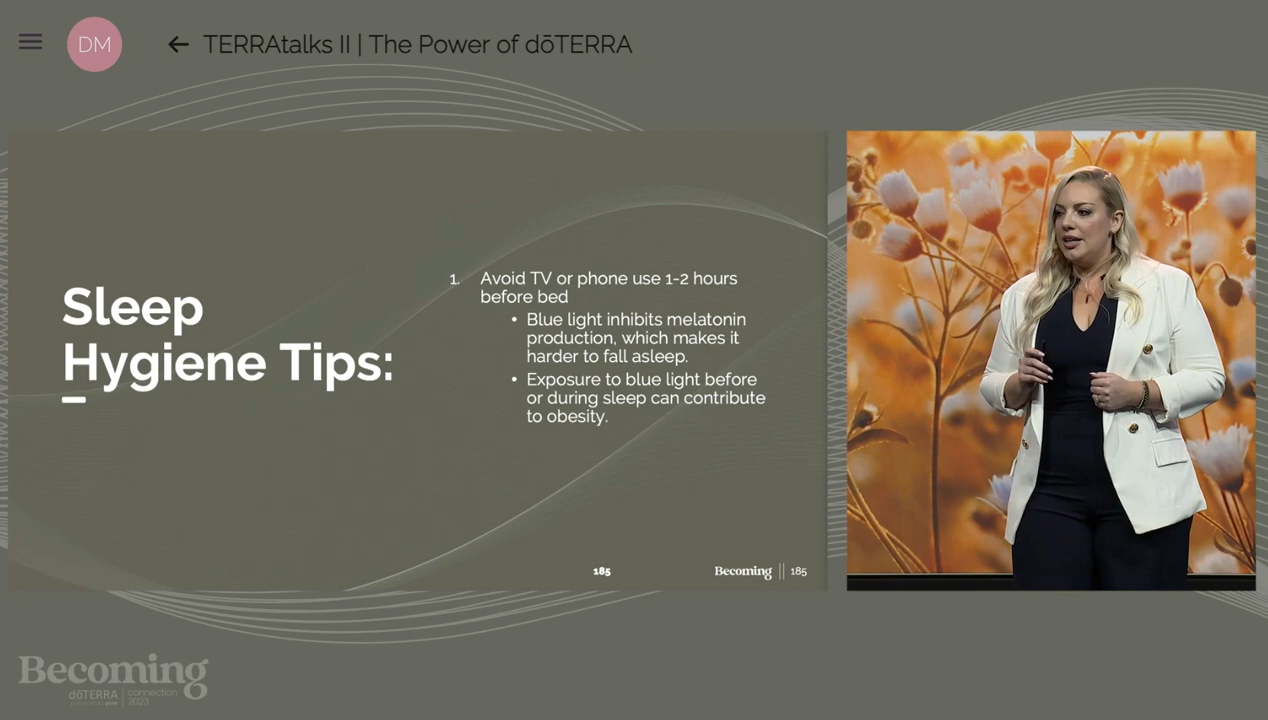 DM
TERRAtalks II | The Power of dōTERRA
Sleep
Hygiene Tips:
1. Avoid TV or phone use 1-2 hours
before bed
• Blue light inhibits melatonin
production, which makes it
harder to fall asleep.
• Exposure to blue light before
or during sleep can contribute
to obesity.
185
Becoming || 185
Becoming
dōTERRA | connection
2023